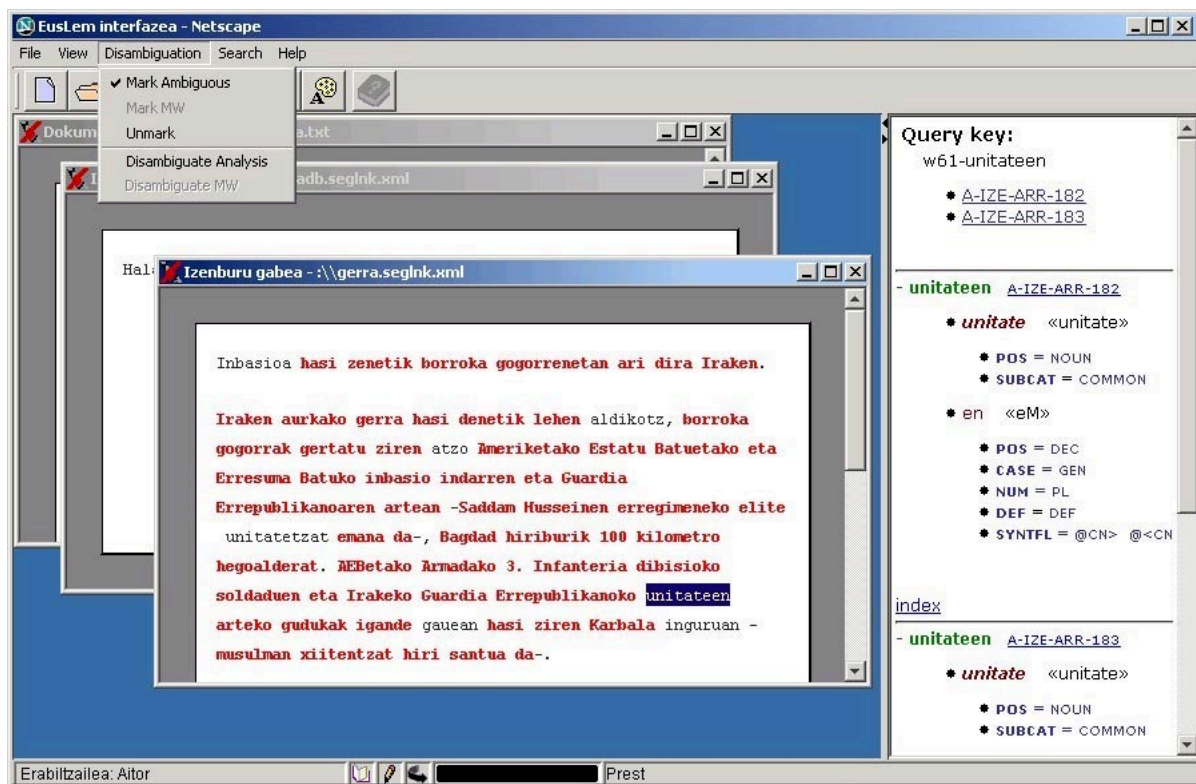 EusLem interfazea - Netscape
File View Disambiguation Search Help
Mark Ambiguous
Mark MW
Unmark
Disambiguate Analysis
Disambiguate MW
Dokum a.txt
I adb.seglnk.xml
Hala
Izenburu gabea - :\\gerra.seglnk.xml
Inbasioa hasi zenetik borroka gogorrenetan ari dira Iraken.
Iraken aurkako gerra hasi denetik lehen aldikotz, borroka
gogorrak gertatu ziren atzo Ameriketako Estatu Batuetako eta
Erresuma Batuko inbasio indarren eta Guardia
Errepublikanoaren artean -Saddam Husseinen erregimeneko elite
unitatetzat emana da-, Bagdad hiriburik 100 kilometro
hegoalderat. AEBetako Armadako 3. Infanteria dibisioko
soldaduen eta Irakeko Guardia Errepublikanoko unitateen
arteko gudukak igande gauean hasi ziren Karbala inguruan -
musulman xiitentzat hiri santua da-.
Query key:
w61-unitateen
A-IZE-ARR-182
A-IZE-ARR-183
- unitateen A-IZE-ARR-182
unitate «unitate»
POS = NOUN
SUBCAT = COMMON
en «eM»
POS = DEC
CASE = GEN
NUM = PL
DEF = DEF
SYNTFL = @CN> @<CN
index
- unitateen A-IZE-ARR-183
unitate «unitate»
POS = NOUN
SUBCAT = COMMON
Erabiltzailea: Aitor Prest